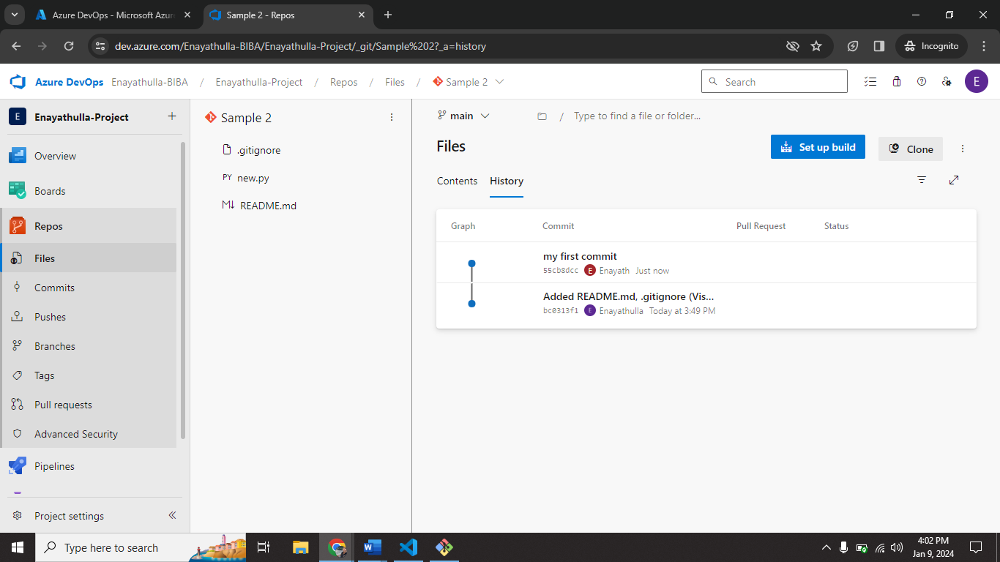 Azure DevOps - Microsoft Azure
Sample 2 - Repos
dev.azure.com/Enayathulla-BIBA/Enayathulla-Project/_git/Sample%202?_a=history
Incognito
Azure DevOps Enayathulla-BIBA / Enayathulla-Project / Repos / Files / Sample 2
Search
E
E Enayathulla-Project
Overview
Boards
Repos
Files
Commits
Pushes
Branches
Tags
Pull requests
Advanced Security
Pipelines
Project settings
Sample 2
.gitignore
PY new.py
README.md
main / Type to find a file or folder...
Files
Set up build
Clone
Contents History
Graph Commit Pull Request Status
my first commit
55cb8dcc E Enayath Just now
Added README.md, .gitignore (Vis...
bc0313f1 E Enayathulla Today at 3:49 PM
Type here to search
4:02 PM
Jan 9, 2024